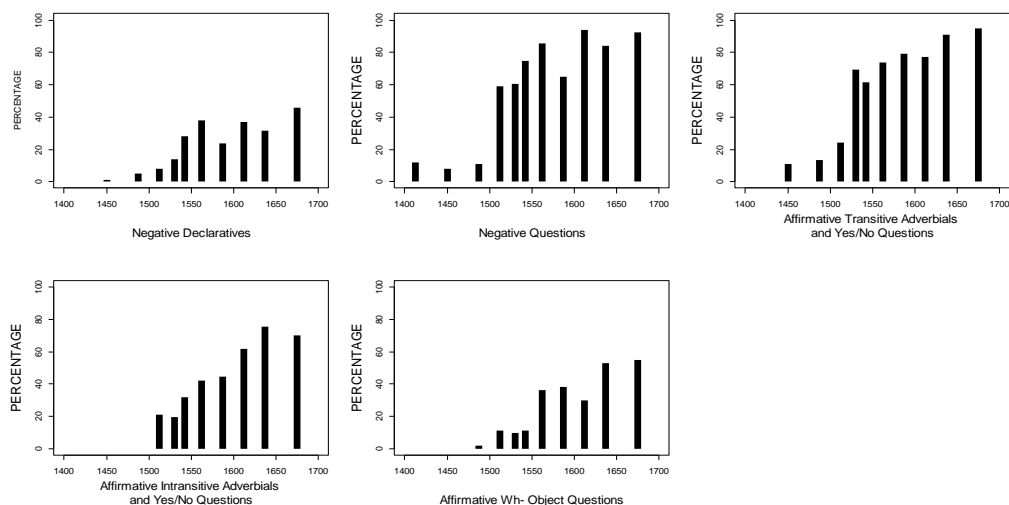 PERCENTAGE
0 20 40 60 80 100
1400 1450 1500 1550 1600 1650 1700
Negative Declaratives
PERCENTAGE
0 20 40 60 80 100
1400 1450 1500 1550 1600 1650 1700
Negative Questions
PERCENTAGE
0 20 40 60 80 100
1400 1450 1500 1550 1600 1650 1700
Affirmative Transitive Adverbials
and Yes/No Questions
PERCENTAGE
0 20 40 60 80 100
1400 1450 1500 1550 1600 1650 1700
Affirmative Intransitive Adverbials
and Yes/No Questions
PERCENTAGE
0 20 40 60 80 100
1400 1450 1500 1550 1600 1650 1700
Affirmative Wh- Object Questions